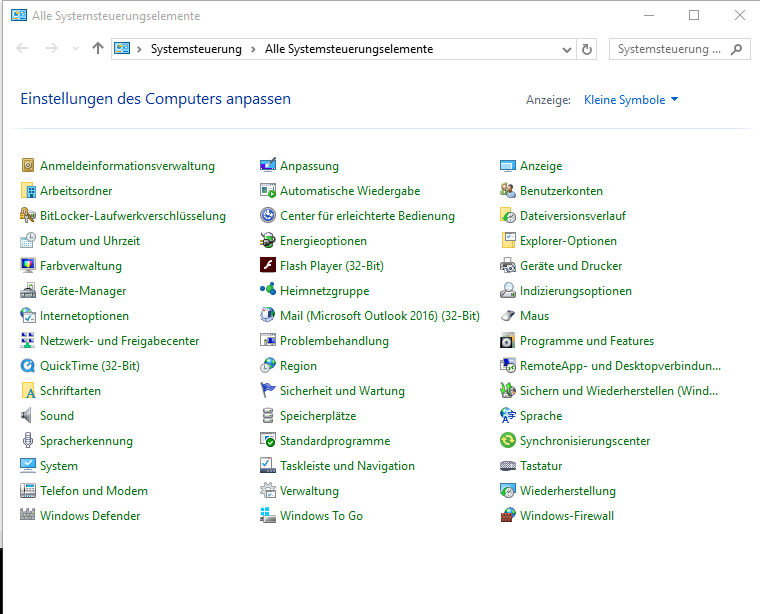 Alle Systemsteuerungselemente
Systemsteuerung > Alle Systemsteuerungselemente
Systemsteuerung ...
Einstellungen des Computers anpassen
Anzeige: Kleine Symbole
Anmeldeinformationsverwaltung Anpassung Anzeige
Arbeitsordner Automatische Wiedergabe Benutzerkonten
BitLocker-Laufwerkverschlüsselung Center für erleichterte Bedienung Dateiversionsverlauf
Datum und Uhrzeit Energieoptionen Explorer-Optionen
Farbverwaltung Flash Player (32-Bit) Geräte und Drucker
Geräte-Manager Heimnetzgruppe Indizierungsoptionen
Internetoptionen Mail (Microsoft Outlook 2016) (32-Bit) Maus
Netzwerk- und Freigabecenter Problembehandlung Programme und Features
QuickTime (32-Bit) Region RemoteApp- und Desktopverbindun...
Schriftarten Sicherheit und Wartung Sichern und Wiederherstellen (Wind...
Sound Speicherplätze Sprache
Spracherkennung Standardprogramme Synchronisierungscenter
System Taskleiste und Navigation Tastatur
Telefon und Modem Verwaltung Wiederherstellung
Windows Defender Windows To Go Windows-Firewall